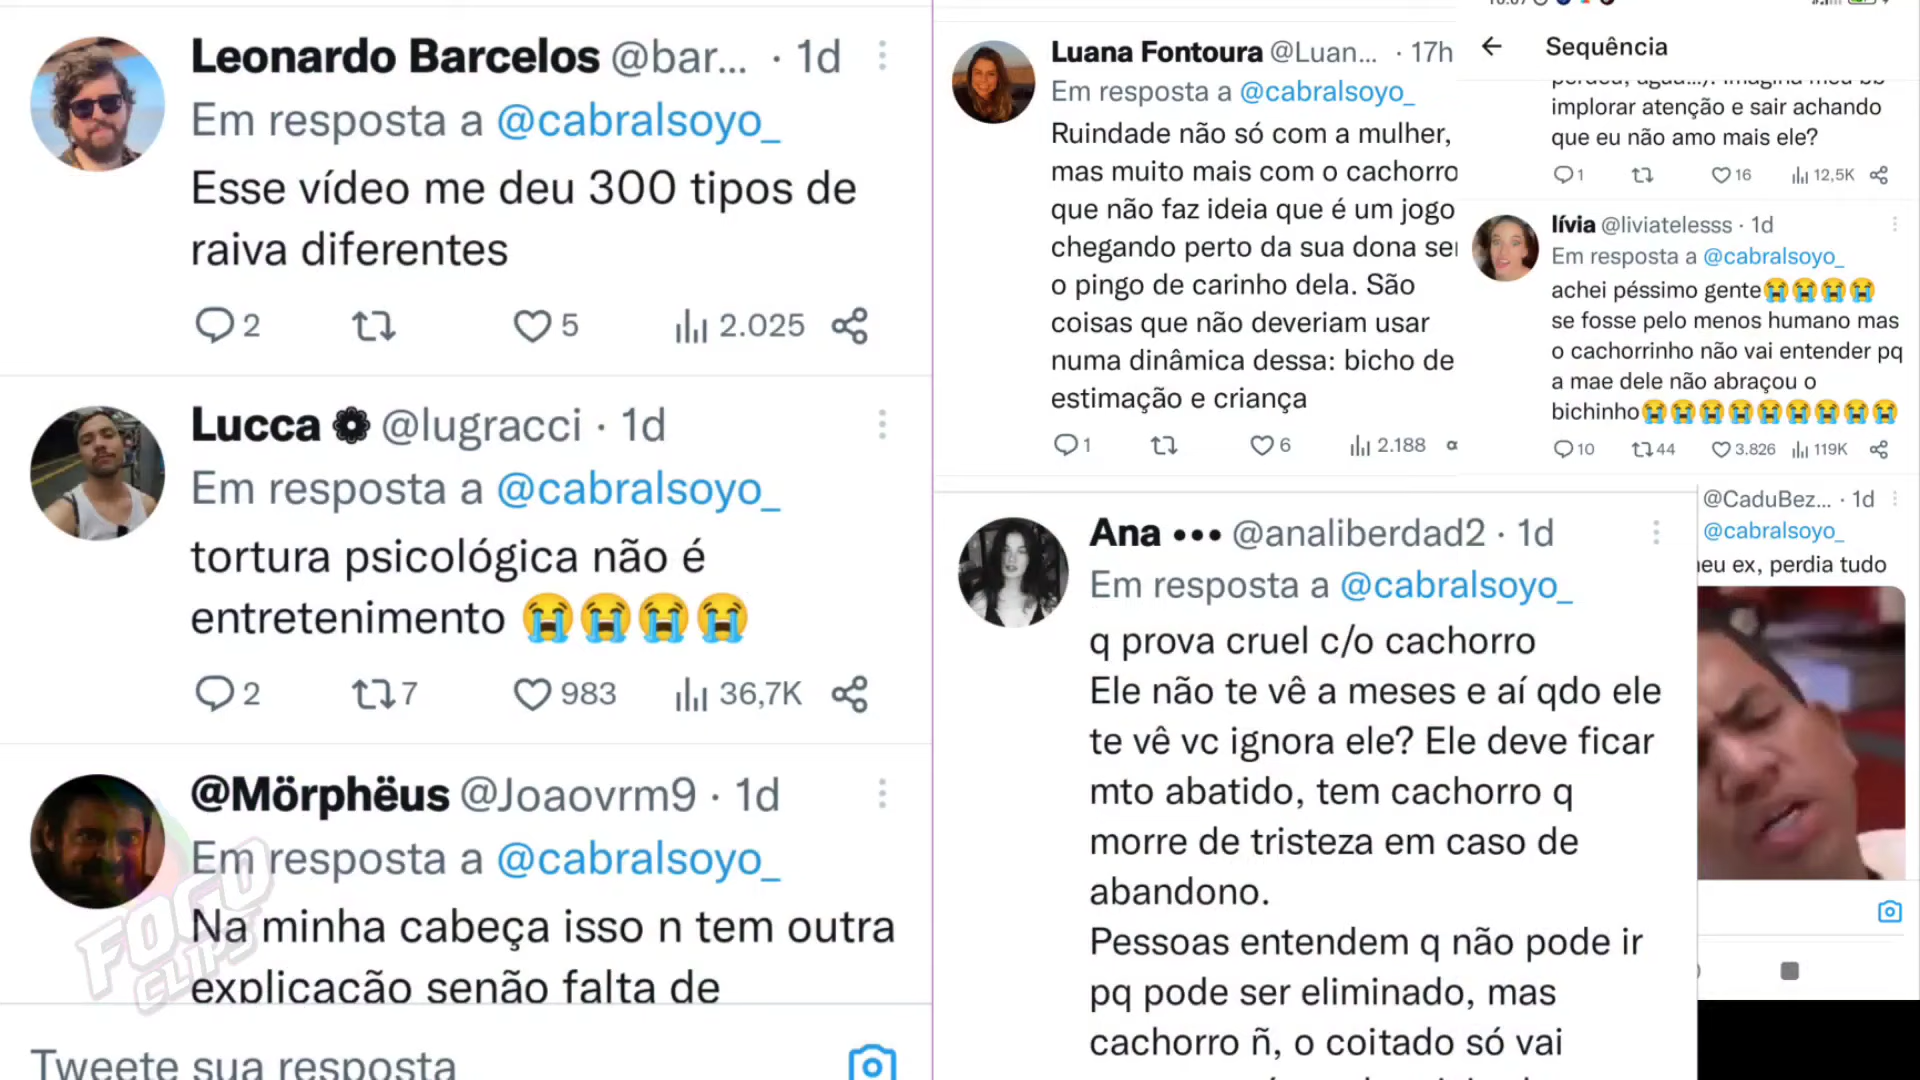 Leonardo Barcelos @bar... · 1d
Em resposta a @cabralsoyo_
Esse vídeo me deu 300 tipos de
raiva diferentes
2 5 2.025
Lucca @lugracci · 1d
Em resposta a @cabralsoyo_
tortura psicológica não é
entretenimento 😭😭😭😭
2 7 983 36,7K
@Mörphëus @Joaovrm9 · 1d
Em resposta a @cabralsoyo_
Na minha cabeça isso n tem outra
explicação senão falta de
FOGO
CLIPS
Tweete sua resposta
Luana Fontoura @Luan... · 17h
Em resposta a @cabralsoyo_
Ruindade não só com a mulher,
mas muito mais com o cachorro
que não faz ideia que é um jogo
chegando perto da sua dona
o pingo de carinho dela. São
coisas que não deveriam usar
numa dinâmica dessa: bicho de
estimação e criança
1 6 2.188
Sequência
implorar atenção e sair achando
que eu não amo mais ele?
1 16 12,5K
lívia @liviatelesss · 1d
Em resposta a @cabralsoyo_
achei péssimo gente😭😭😭😭
se fosse pelo menos humano mas
o cachorrinho não vai entender pq
a mae dele não abraçou o
bichinho😭😭😭😭😭😭😭😭😭
10 44 3.826 119K
@CaduBez... · 1d
@cabralsoyo_
ex, perdia tudo
Ana ••• @analiberdad2 · 1d
Em resposta a @cabralsoyo_
q prova cruel c/o cachorro
Ele não te vê a meses e aí qdo ele
te vê vc ignora ele? Ele deve ficar
mto abatido, tem cachorro q
morre de tristeza em caso de
abandono.
Pessoas entendem q não pode ir
pq pode ser eliminado, mas
cachorro ñ, o coitado só vai